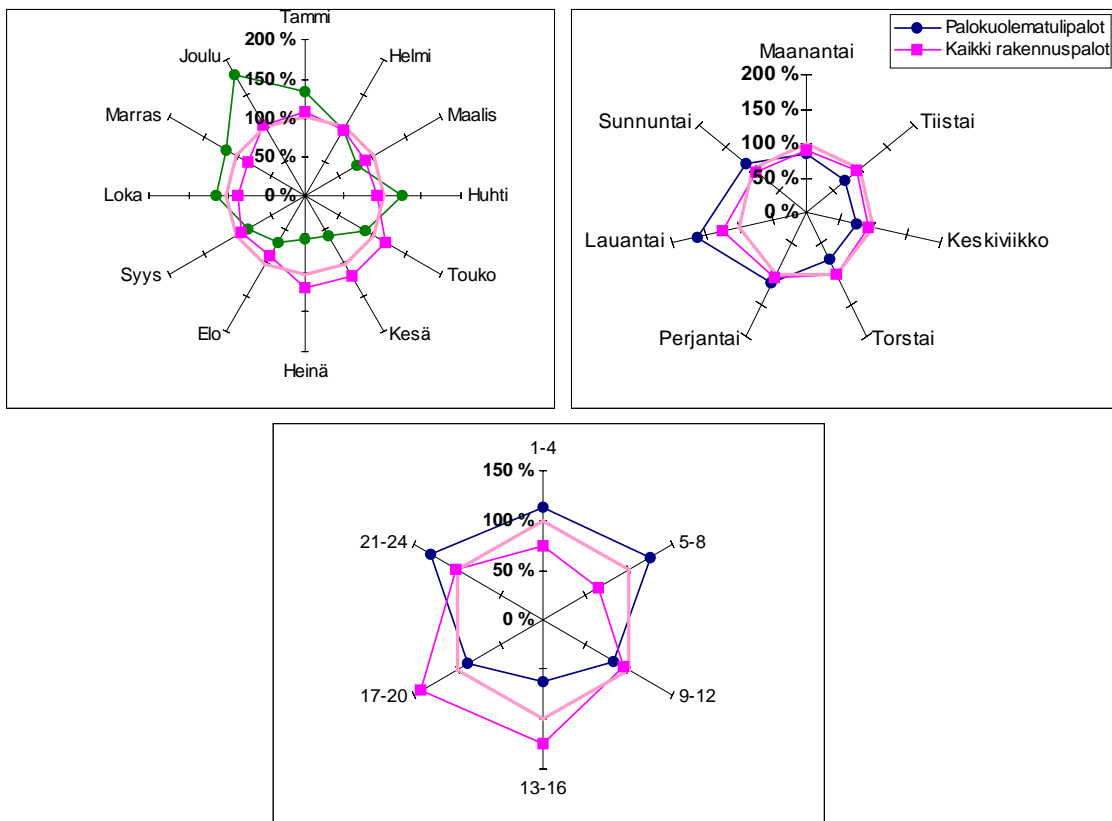 Tammi
200 %
Joulu
Helmi
150 %
Marras
Maalis
100 %
50 %
Loka
0 %
Huhti
Syys
Touko
Elo
Kesä
Heinä
Palokuolematulipalot
Kaikki rakennuspalot
Maanantai
200 %
150 %
Sunnuntai
Tiistai
100 %
50 %
0 %
Lauantai
Keskiviikko
Perjantai
Torstai
1-4
150 %
21-24
100 %
5-8
50 %
0 %
17-20
9-12
13-16